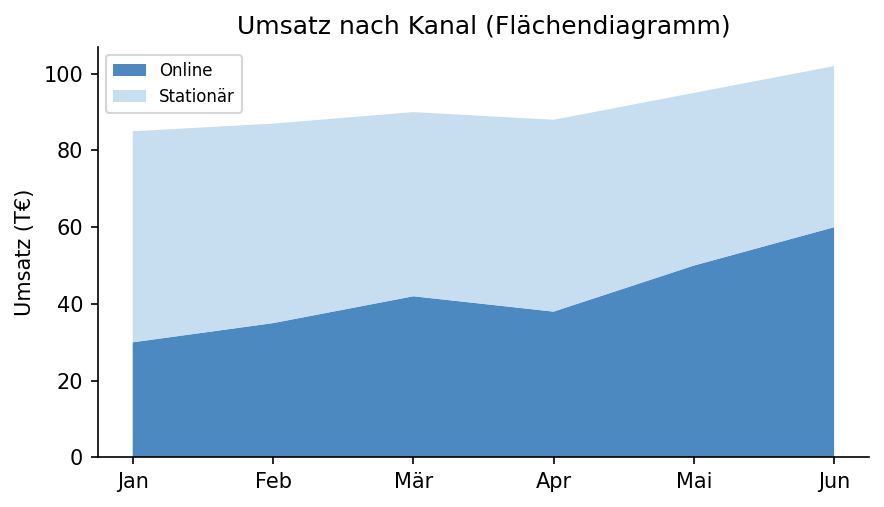 Umsatz nach Kanal (Flächendiagramm)
Online
Stationär
Umsatz (T€)
100
80
60
40
20
0
Jan Feb Mär Apr Mai Jun